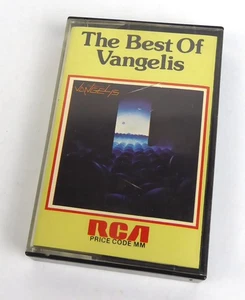 The Best Of
Vangelis
VANGELIS
RCA
PRICE CODE MM